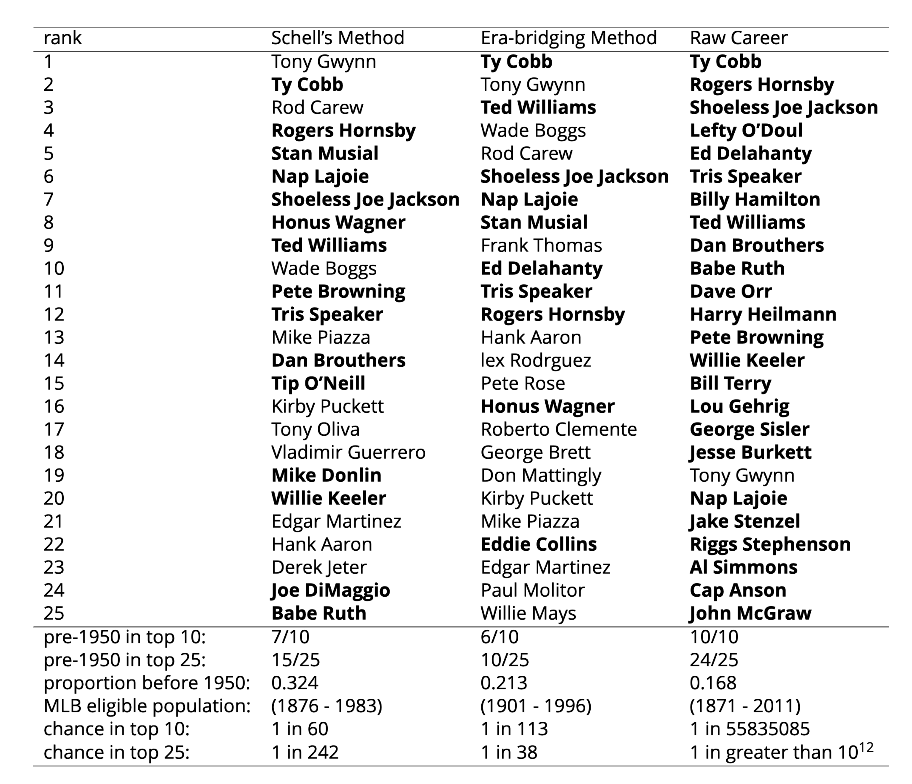 rank Schell’s Method Era-bridging Method Raw Career
1 Tony Gwynn Ty Cobb Ty Cobb
2 Ty Cobb Tony Gwynn Rogers Hornsby
3 Rod Carew Ted Williams Shoeless Joe Jackson
4 Rogers Hornsby Wade Boggs Lefty O’Doul
5 Stan Musial Rod Carew Ed Delahanty
6 Nap Lajoie Shoeless Joe Jackson Tris Speaker
7 Shoeless Joe Jackson Nap Lajoie Billy Hamilton
8 Honus Wagner Stan Musial Ted Williams
9 Ted Williams Frank Thomas Dan Brouthers
10 Wade Boggs Ed Delahanty Babe Ruth
11 Pete Browning Tris Speaker Dave Orr
12 Tris Speaker Rogers Hornsby Harry Heilmann
13 Mike Piazza Hank Aaron Pete Browning
14 Dan Brouthers lex Rodrguez Willie Keeler
15 Tip O’Neill Pete Rose Bill Terry
16 Kirby Puckett Honus Wagner Lou Gehrig
17 Tony Oliva Roberto Clemente George Sisler
18 Vladimir Guerrero George Brett Jesse Burkett
19 Mike Donlin Don Mattingly Tony Gwynn
20 Willie Keeler Kirby Puckett Nap Lajoie
21 Edgar Martinez Mike Piazza Jake Stenzel
22 Hank Aaron Eddie Collins Riggs Stephenson
23 Derek Jeter Edgar Martinez Al Simmons
24 Joe DiMaggio Paul Molitor Cap Anson
25 Babe Ruth Willie Mays John McGraw
pre-1950 in top 10: 7/10 6/10 10/10
pre-1950 in top 25: 15/25 10/25 24/25
proportion before 1950: 0.324 0.213 0.168
MLB eligible population: (1876 - 1983) (1901 - 1996) (1871 - 2011)
chance in top 10: 1 in 60 1 in 113 1 in 55835085
chance in top 25: 1 in 242 1 in 38 1 in greater than 10¹²